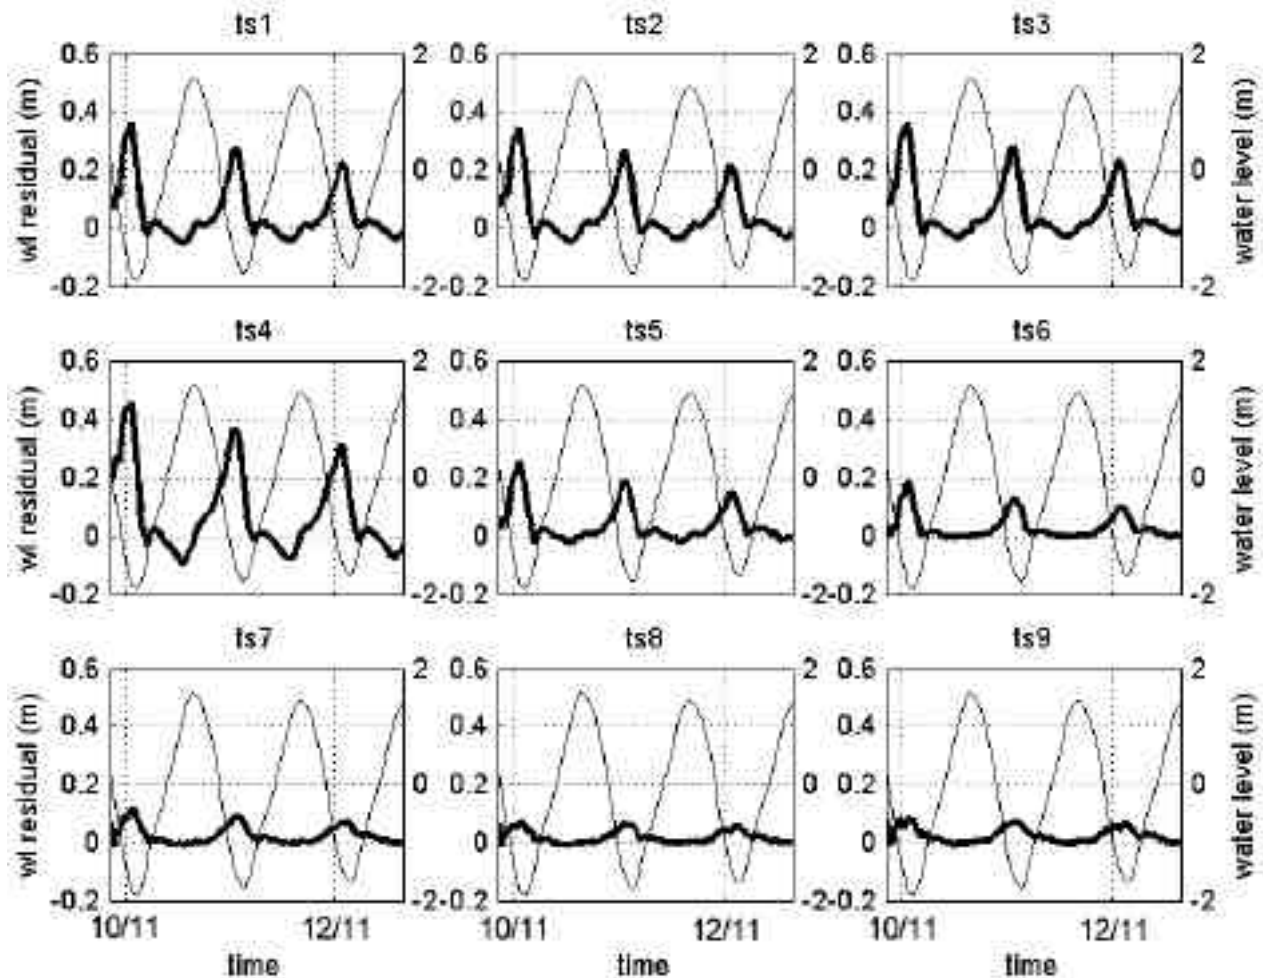 ts1 ts2 ts3
0.6 2 0.6 2 0.6 2
0.4 0.4 0.4
0.2 0 0.2 0 0.2 0
0 0 0
-0.2 -2 -0.2 -2 -0.2 -2
wl residual (m) water level (m)
ts4 ts5 ts6
0.6 2 0.6 2 0.6 2
0.4 0.4 0.4
0.2 0 0.2 0 0.2 0
0 0 0
-0.2 -2 -0.2 -2 -0.2 -2
wl residual (m) water level (m)
ts7 ts8 ts9
0.6 2 0.6 2 0.6 2
0.4 0.4 0.4
0.2 0 0.2 0 0.2 0
0 0 0
-0.2 -2 -0.2 -2 -0.2 -2
wl residual (m) water level (m)
10/11 12/11 10/11 12/11 10/11 12/11
time time time